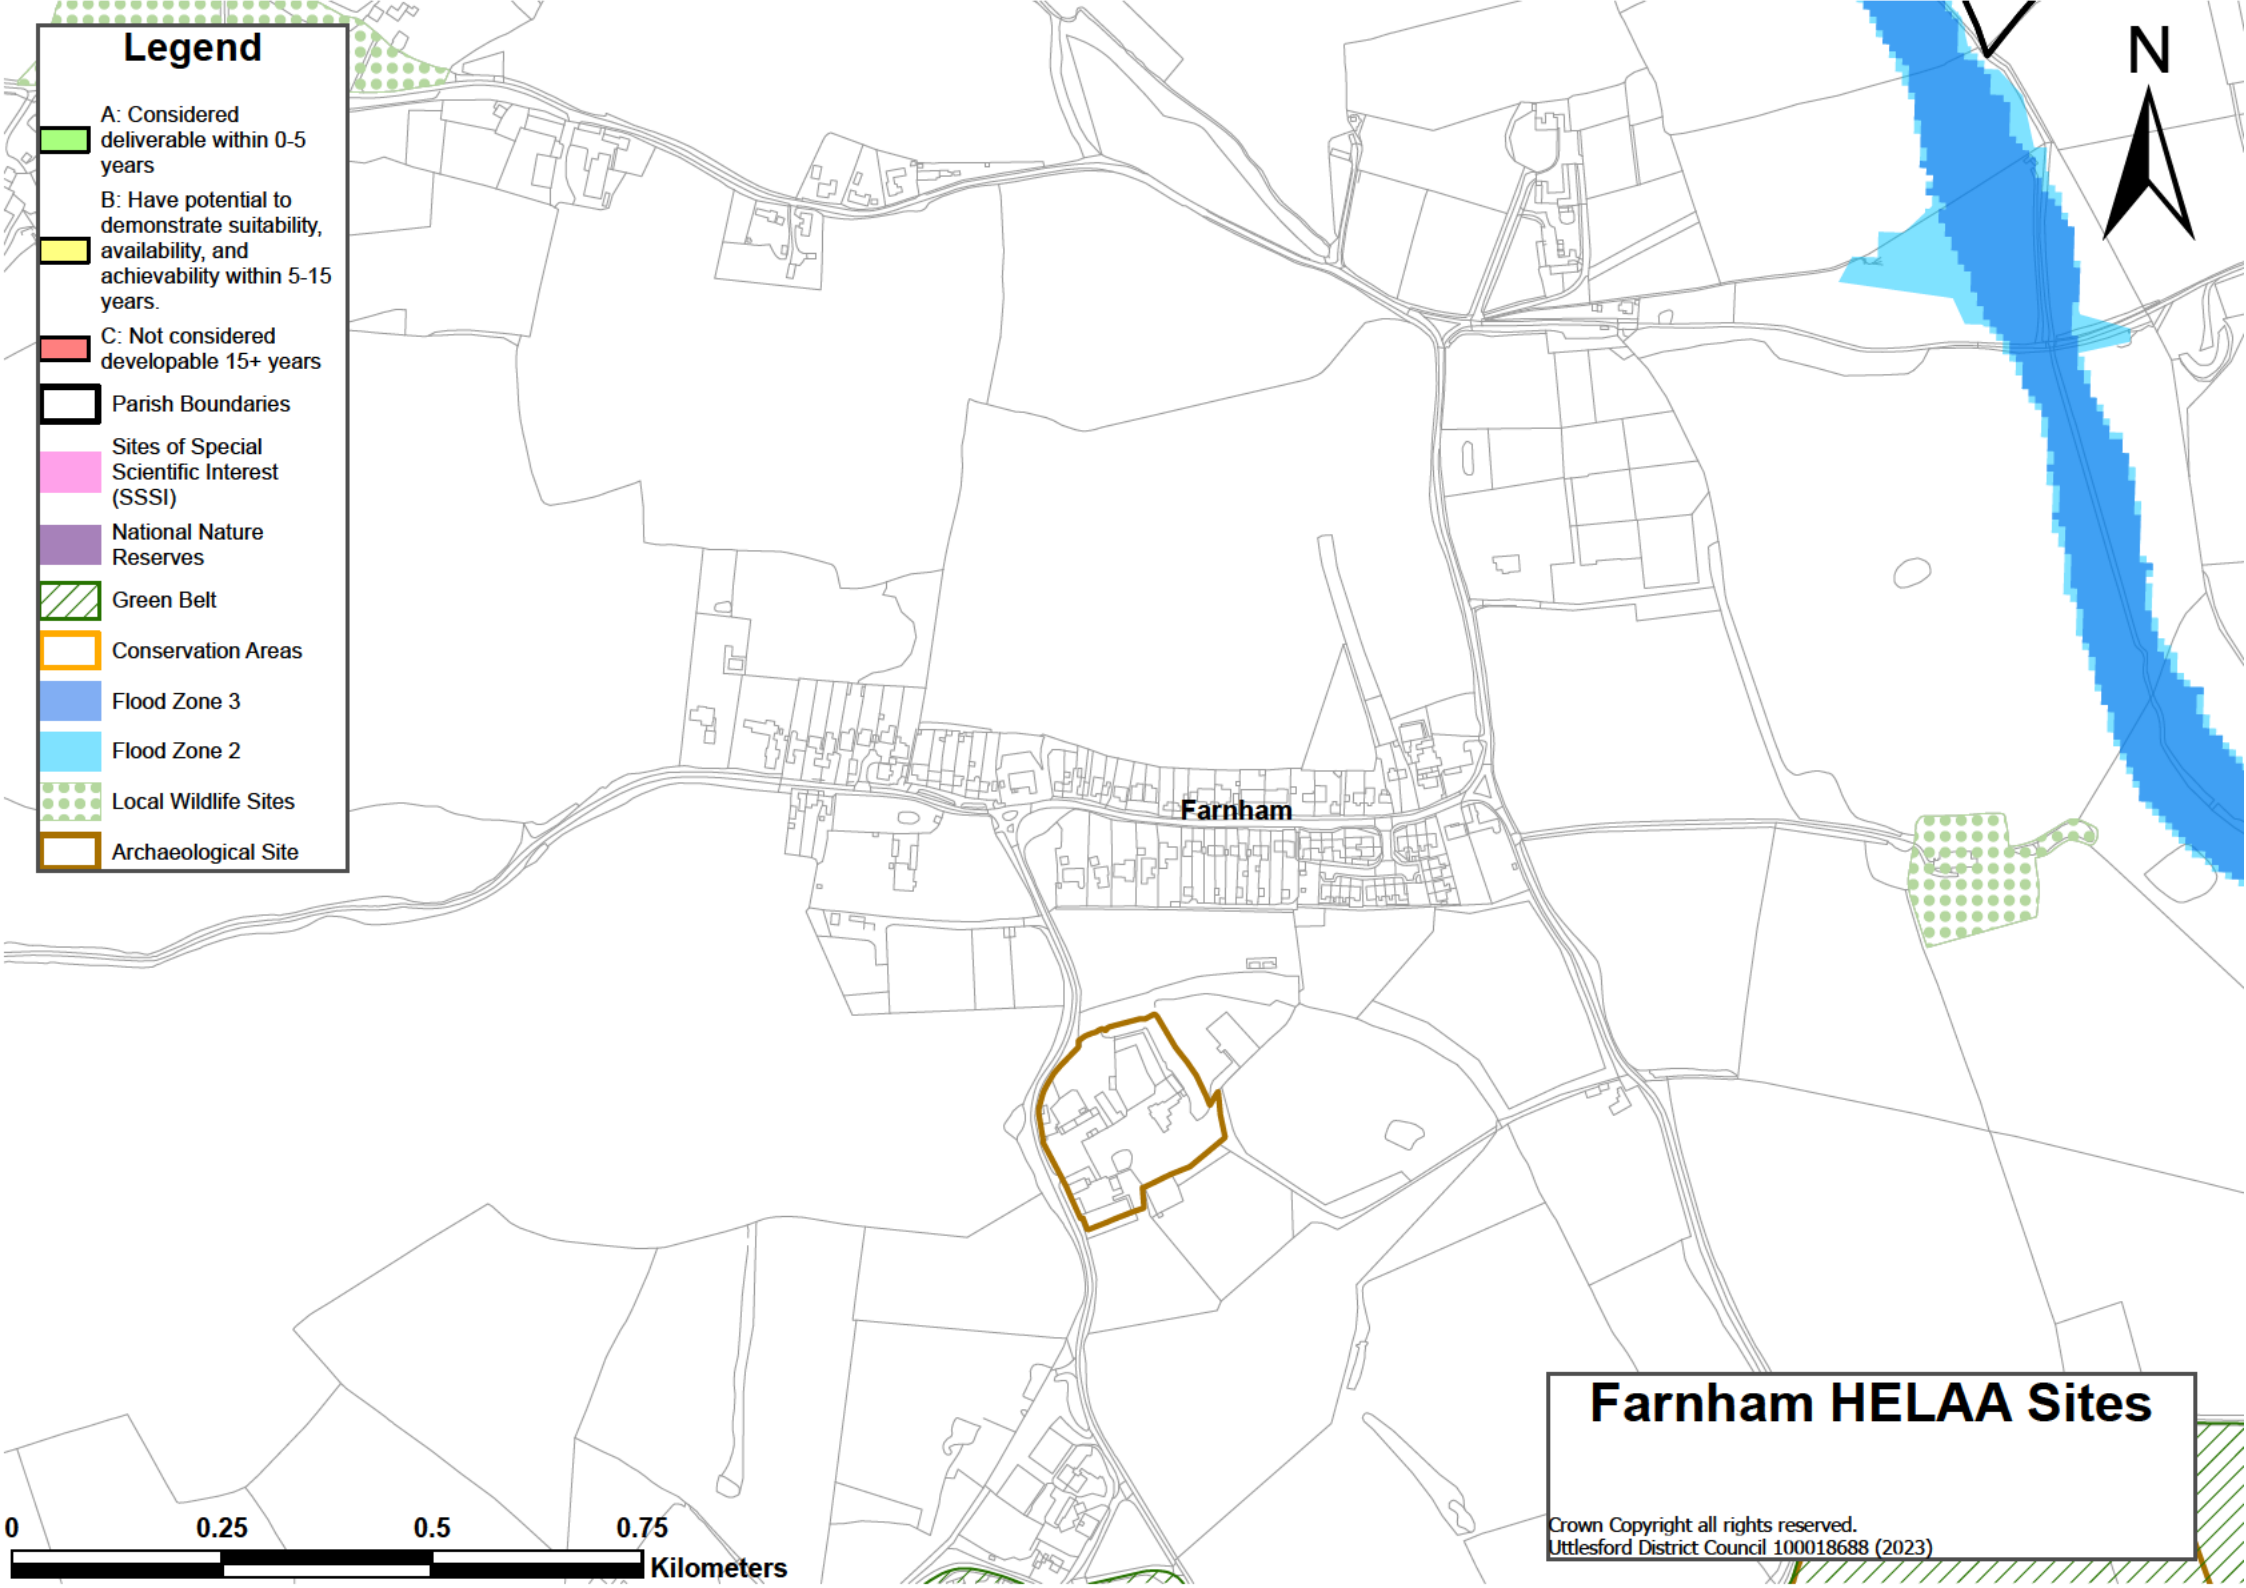 Legend
A: Considered
deliverable within 0-5
years
B: Have potential to
demonstrate suitability,
availability, and
achievability within 5-15
years.
C: Not considered
developable 15+ years
Parish Boundaries
Sites of Special
Scientific Interest
(SSSI)
National Nature
Reserves
Green Belt
Conservation Areas
Flood Zone 3
Flood Zone 2
Local Wildlife Sites
Archaeological Site
N
Farnham
Farnham HELAA Sites
Crown Copyright all rights reserved.
Uttlesford District Council 100018688 (2023)
0 0.25 0.5 0.75
Kilometers